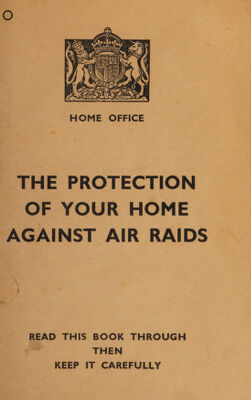 HOME OFFICE
THE PROTECTION
OF YOUR HOME
AGAINST AIR RAIDS
READ THIS BOOK THROUGH
THEN
KEEP IT CAREFULLY